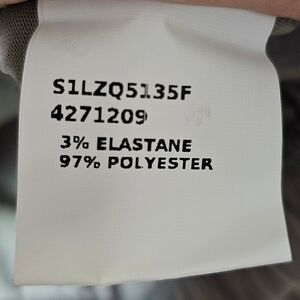 S1LZQ5135F
4271209
3% ELASTANE
97% POLYESTER